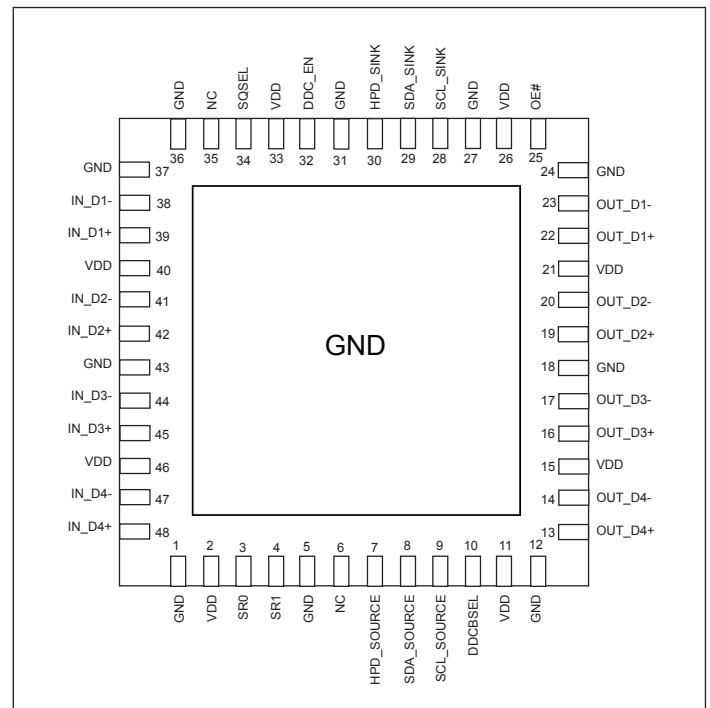 GND
NC
SQSEL
VDD
DDC_EN
GND
HPD_SINK
SDA_SINK
SCL_SINK
GND
VDD
OE#
36
35
34
33
32
31
30
29
28
27
26
25
GND 37
IN_D1- 38
IN_D1+ 39
VDD 40
IN_D2- 41
IN_D2+ 42
GND 43
IN_D3- 44
IN_D3+ 45
VDD 46
IN_D4- 47
IN_D4+ 48
GND
24 GND
23 OUT_D1-
22 OUT_D1+
21 VDD
20 OUT_D2-
19 OUT_D2+
18 GND
17 OUT_D3-
16 OUT_D3+
15 VDD
14 OUT_D4-
13 OUT_D4+
1
2
3
4
5
6
7
8
9
10
11
12
GND
VDD
SR0
SR1
GND
NC
HPD_SOURCE
SDA_SOURCE
SCL_SOURCE
DDCBSEL
VDD
GND